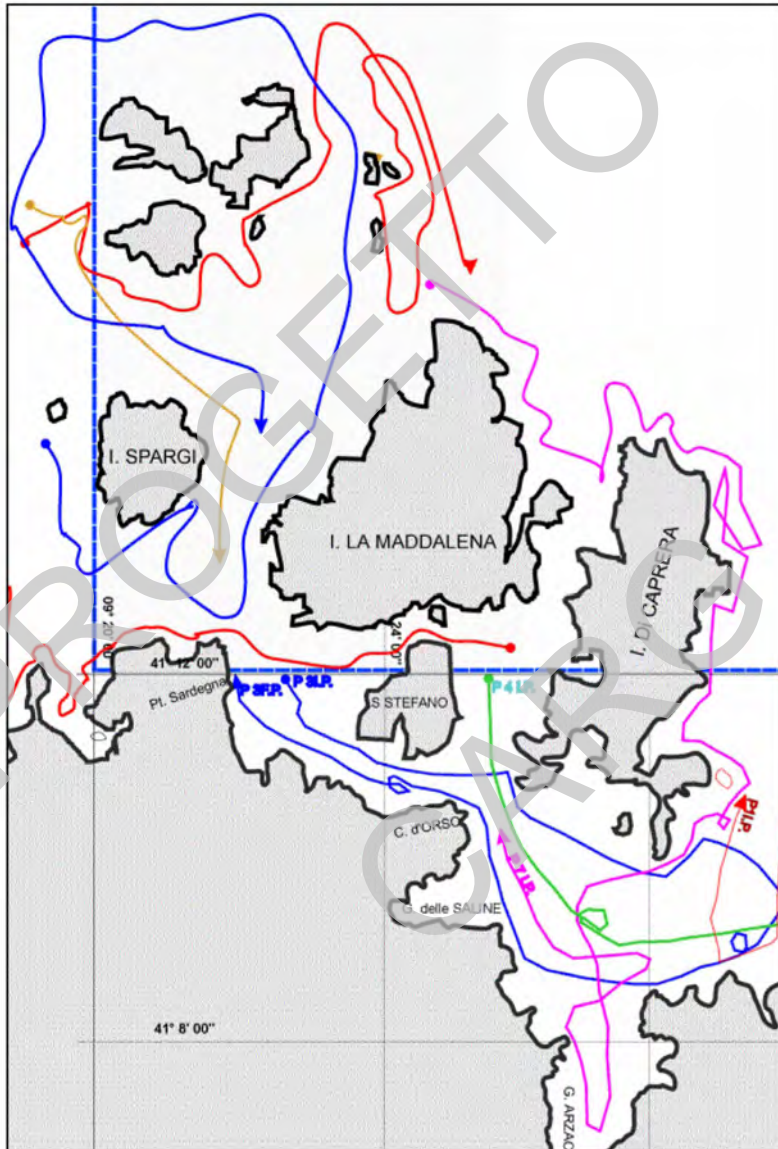 I. SPARGI
I. LA MADDALENA
I. DI CAPRERA
09° 20' 00"
24' 00"
41° 12' 00"
Pt. Sardegna
P 3F.P.
P 3I.P.
S STEFANO
P 4 I.P.
C. d'ORSO
P 7 I.P.
G. delle SALINE
41° 8' 00"
G. ARZAC
PROGETTO
CARG